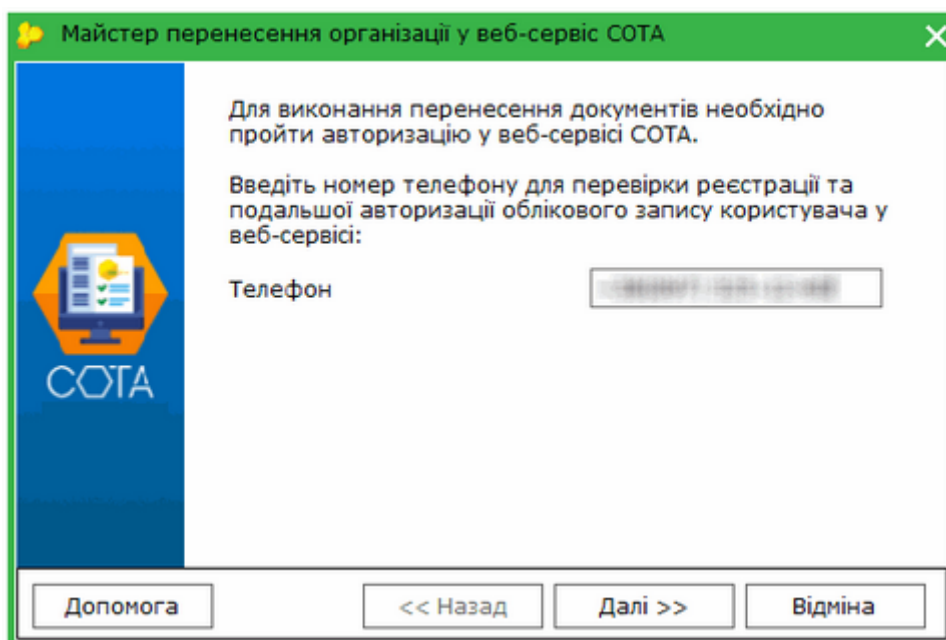 Майстер перенесення організації у веб-сервіс СОТА
Для виконання перенесення документів необхідно
пройти авторизацію у веб-сервісі СОТА.
Введіть номер телефону для перевірки реєстрації та
подальшої авторизації облікового запису користувача у
веб-сервісі:
Телефон
СОТА
Допомога
<< Назад
Далі >>
Відміна